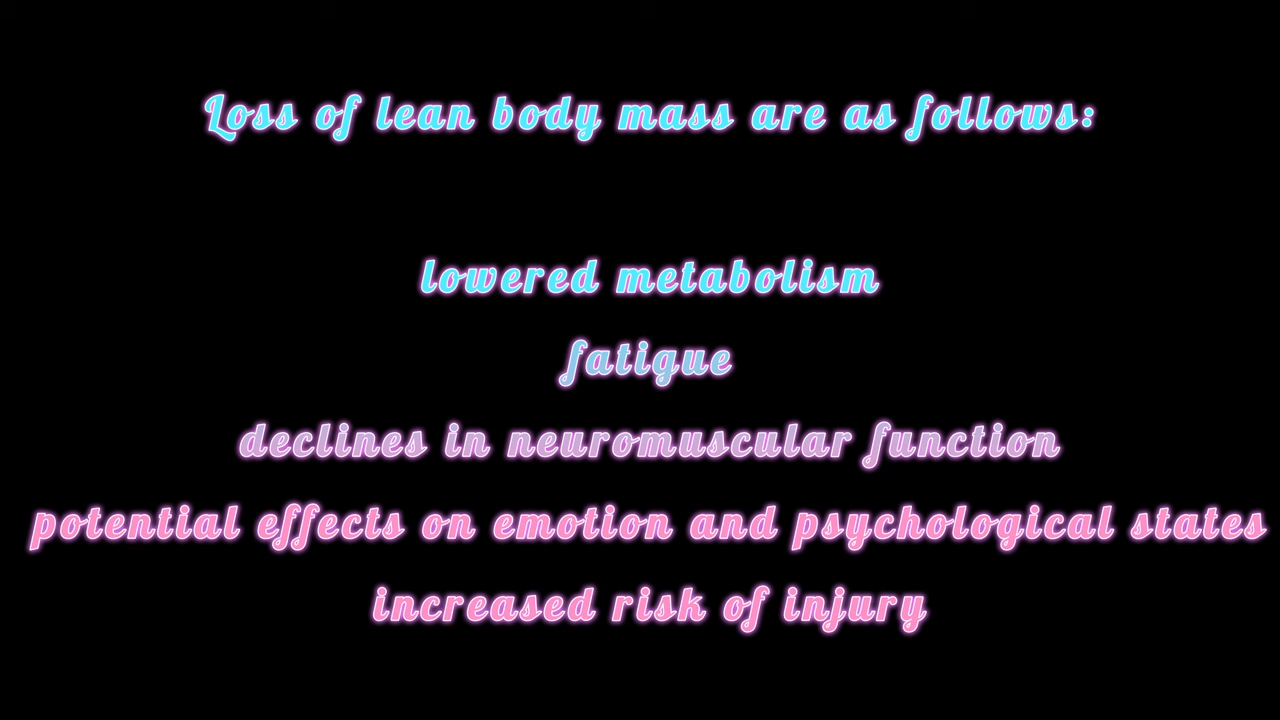 Loss of lean body mass are as follows:
lowered metabolism
fatigue
declines in neuromuscular function
potential effects on emotion and psychological states
increased risk of injury